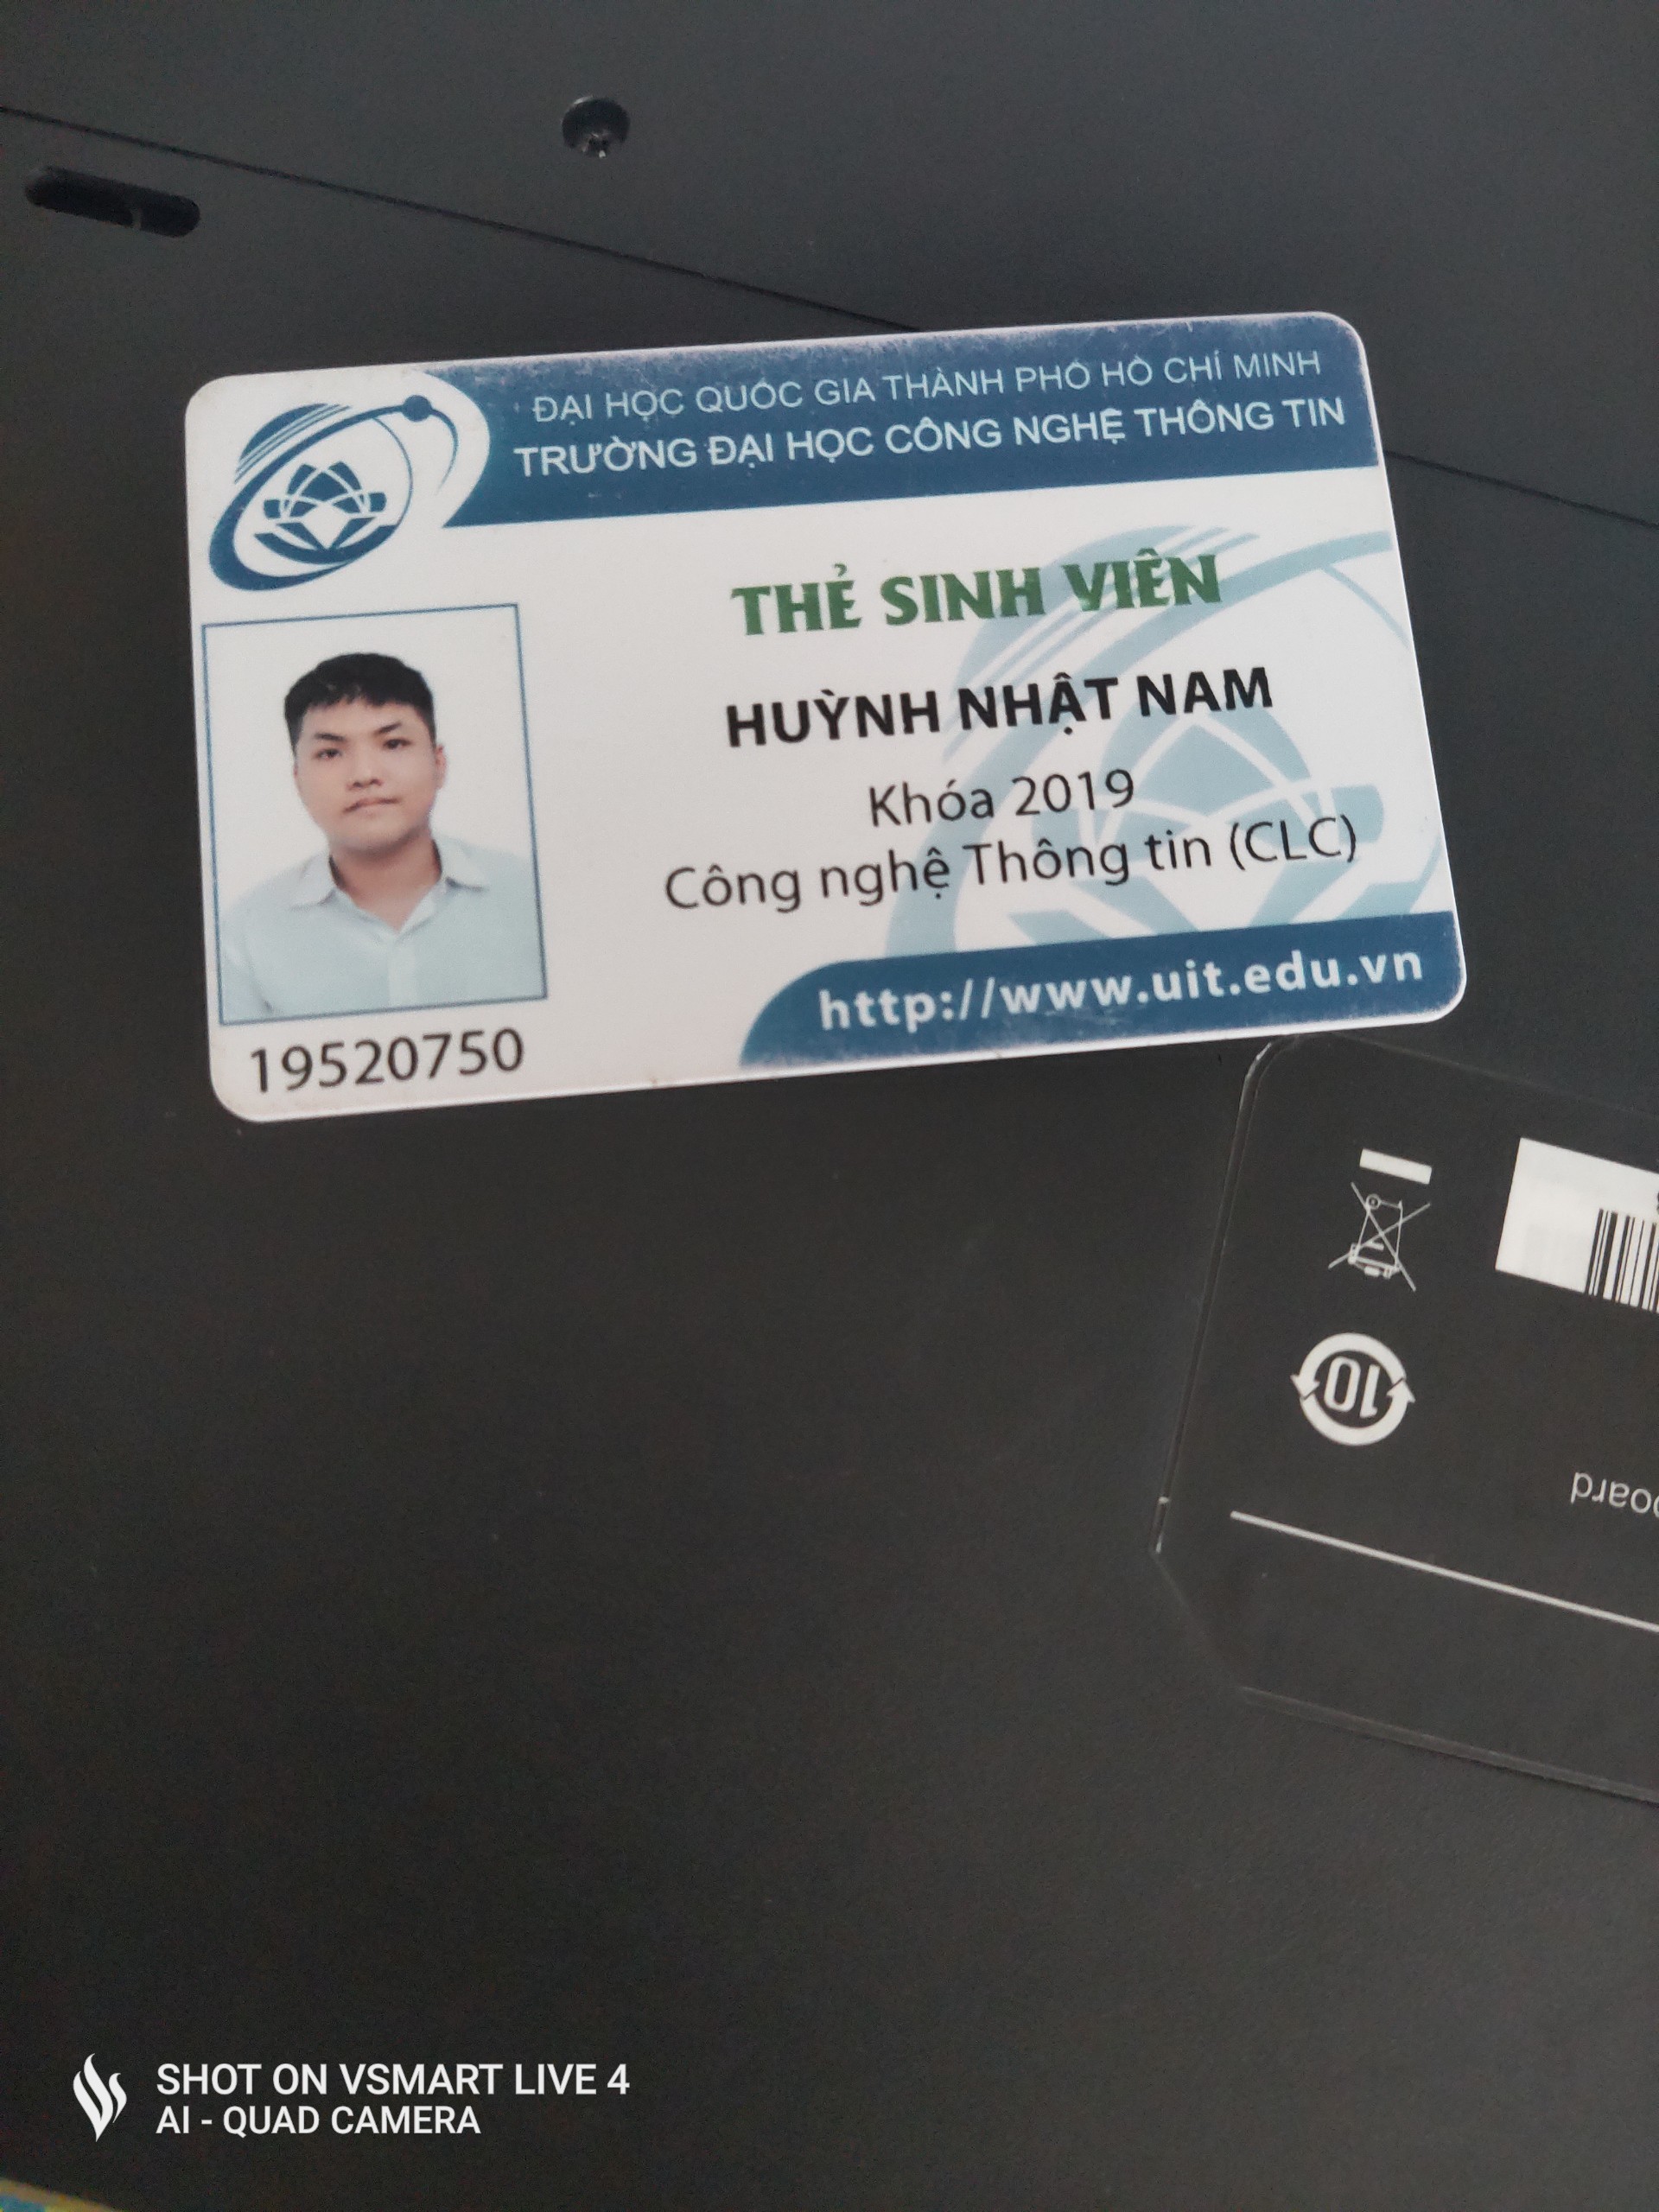 ĐẠI HỌC QUỐC GIA THÀNH PHỐ HỒ CHÍ MINH
TRƯỜNG ĐẠI HỌC CÔNG NGHỆ THÔNG TIN
THẺ SINH VIÊN
HUỲNH NHẬT NAM
Khóa 2019
Công nghệ Thông tin (CLC)
http://www.uit.edu.vn
19520750
10
SHOT ON VSMART LIVE 4
AI - QUAD CAMERA